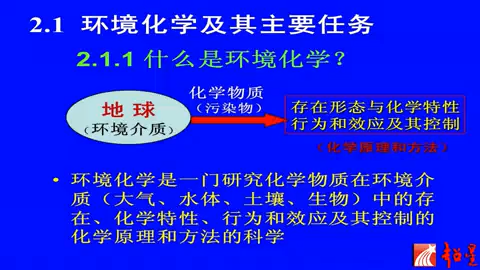 2.1 环境化学及其主要任务
2.1.1 什么是环境化学？
化学物质
（污染物）
地 球
（环境介质）
存在形态与化学特性
行为和效应及其控制
（化学原理和方法）
• 环境化学是一门研究化学物质在环境介
质（大气、水体、土壤、生物）中的存
在、化学特性、行为和效应及其控制的
化学原理和方法的科学